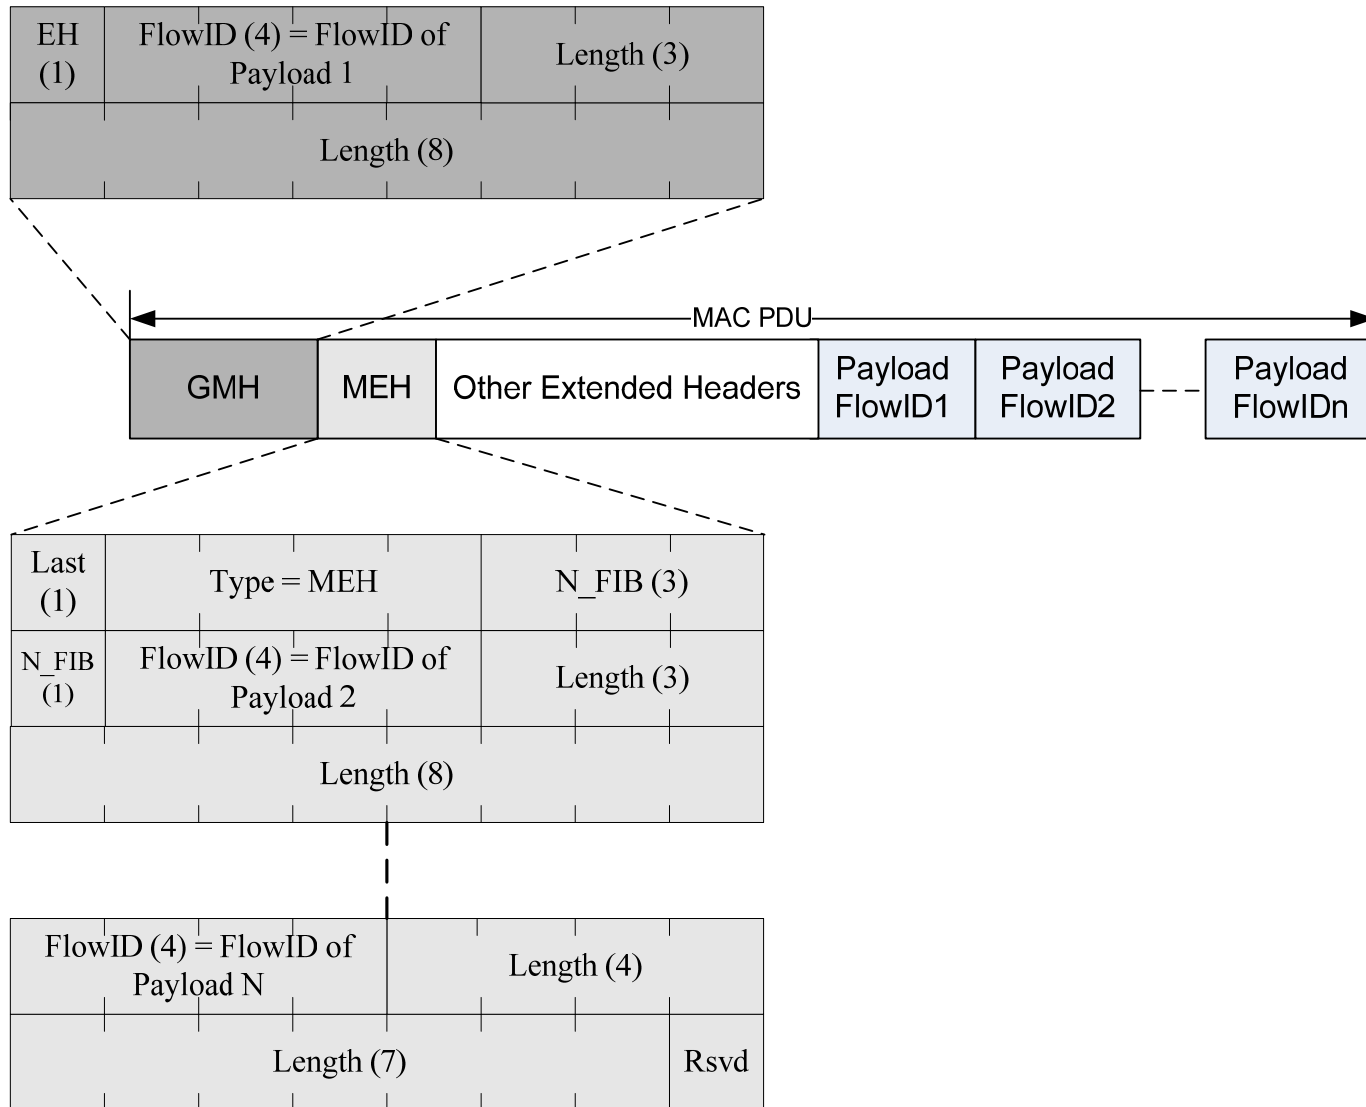 EH
(1)
FlowID (4) = FlowID of
Payload 1
Length (3)
Length (8)
MAC PDU
GMH
MEH
Other Extended Headers
Payload
FlowID1
Payload
FlowID2
Payload
FlowIDn
Last
(1)
Type = MEH
N_FIB (3)
N_FIB
(1)
FlowID (4) = FlowID of
Payload 2
Length (3)
Length (8)
FlowID (4) = FlowID of
Payload N
Length (4)
Length (7)
Rsvd